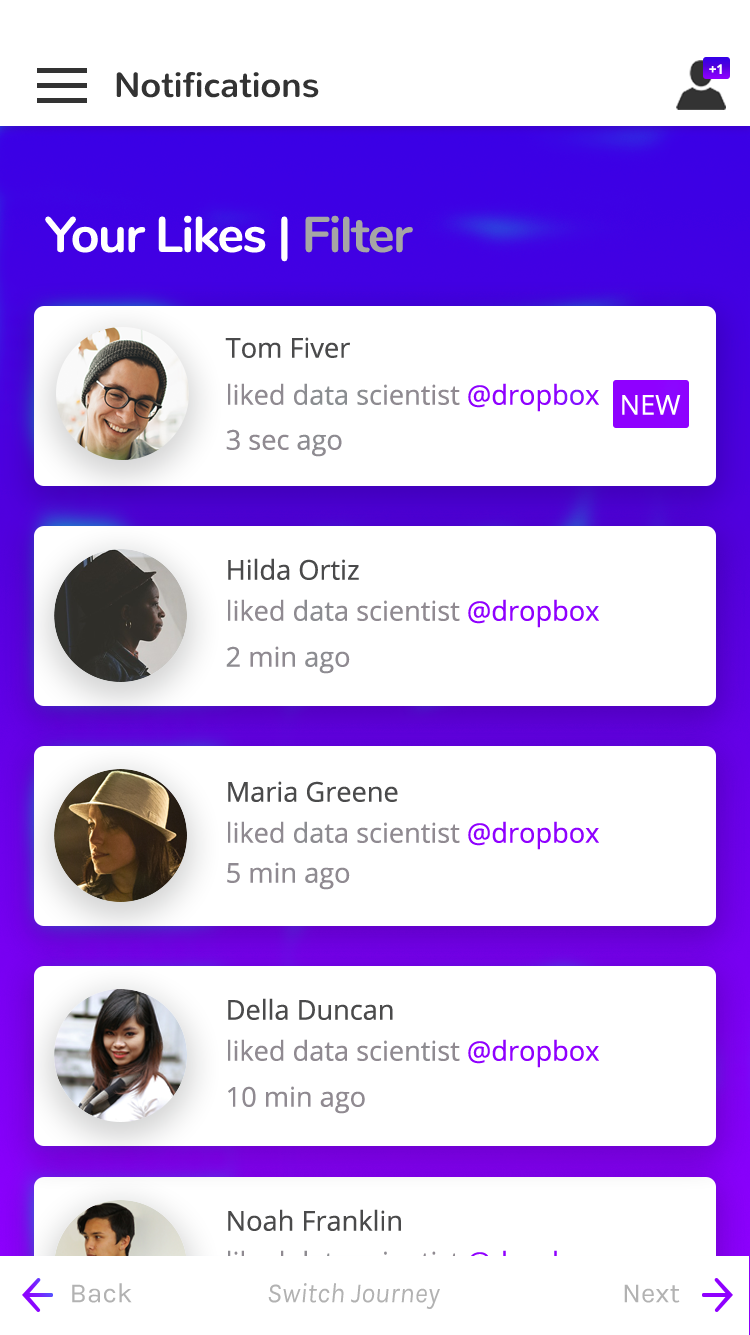 Notifications
+1
Your Likes | Filter
Tom Fiver
liked data scientist @dropbox
NEW
3 sec ago
Hilda Ortiz
liked data scientist @dropbox
2 min ago
Maria Greene
liked data scientist @dropbox
5 min ago
Della Duncan
liked data scientist @dropbox
10 min ago
Noah Franklin
Back
Switch Journey
Next